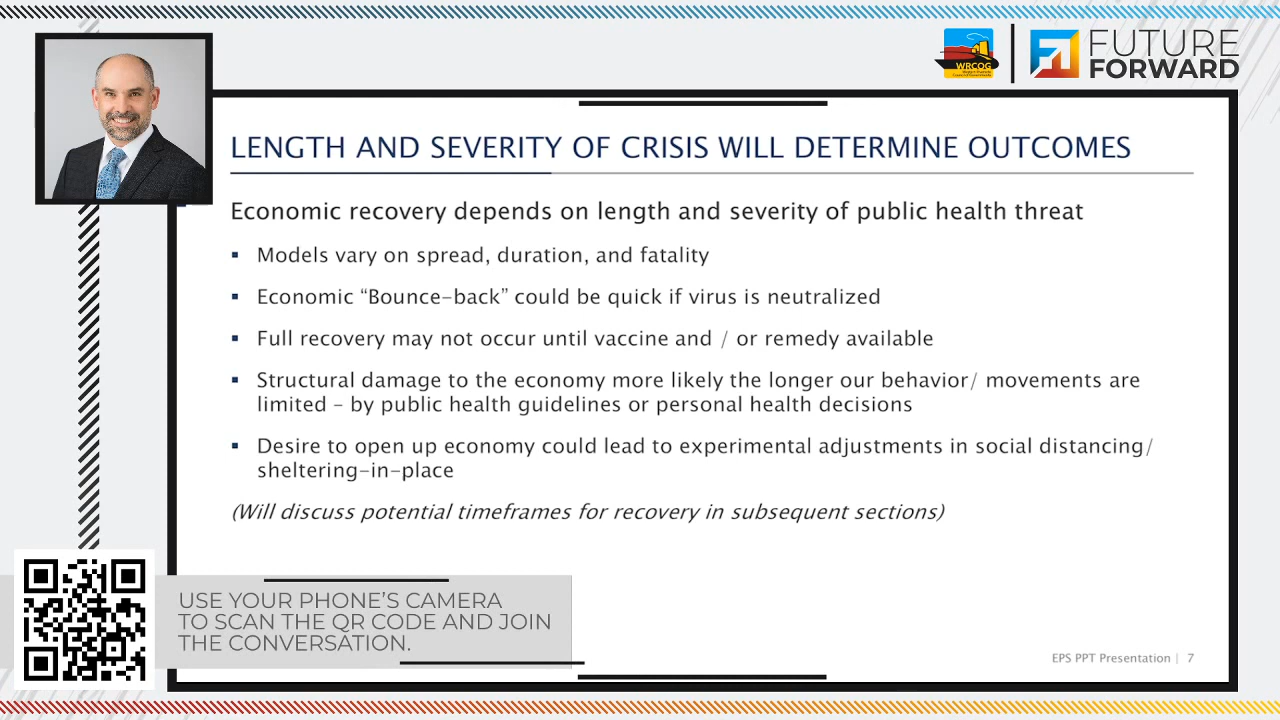 WRCOG
FUTURE
FORWARD
LENGTH AND SEVERITY OF CRISIS WILL DETERMINE OUTCOMES
Economic recovery depends on length and severity of public health threat
▪ Models vary on spread, duration, and fatality
▪ Economic “Bounce-back” could be quick if virus is neutralized
▪ Full recovery may not occur until vaccine and / or remedy available
▪ Structural damage to the economy more likely the longer our behavior/ movements are
limited – by public health guidelines or personal health decisions
▪ Desire to open up economy could lead to experimental adjustments in social distancing/
sheltering-in-place
(Will discuss potential timeframes for recovery in subsequent sections)
USE YOUR PHONE’S CAMERA
TO SCAN THE QR CODE AND JOIN
THE CONVERSATION.
EPS PPT Presentation | 7